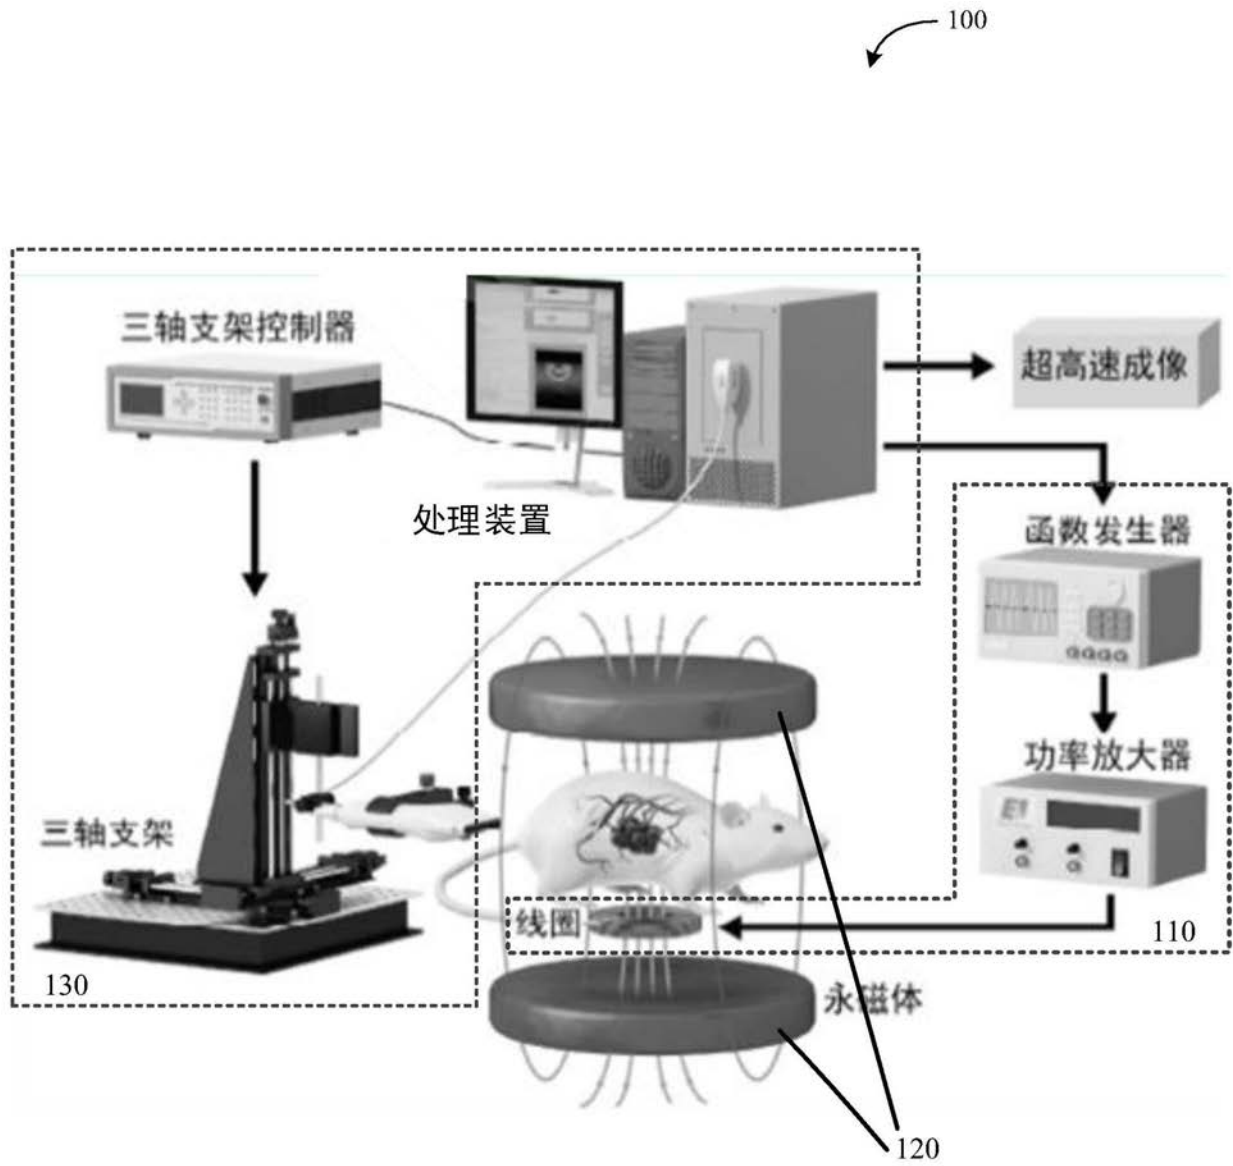 100
三轴支架控制器
超高速成像
处理装置
函数发生器
功率放大器
三轴支架
线圈
110
130
永磁体
120